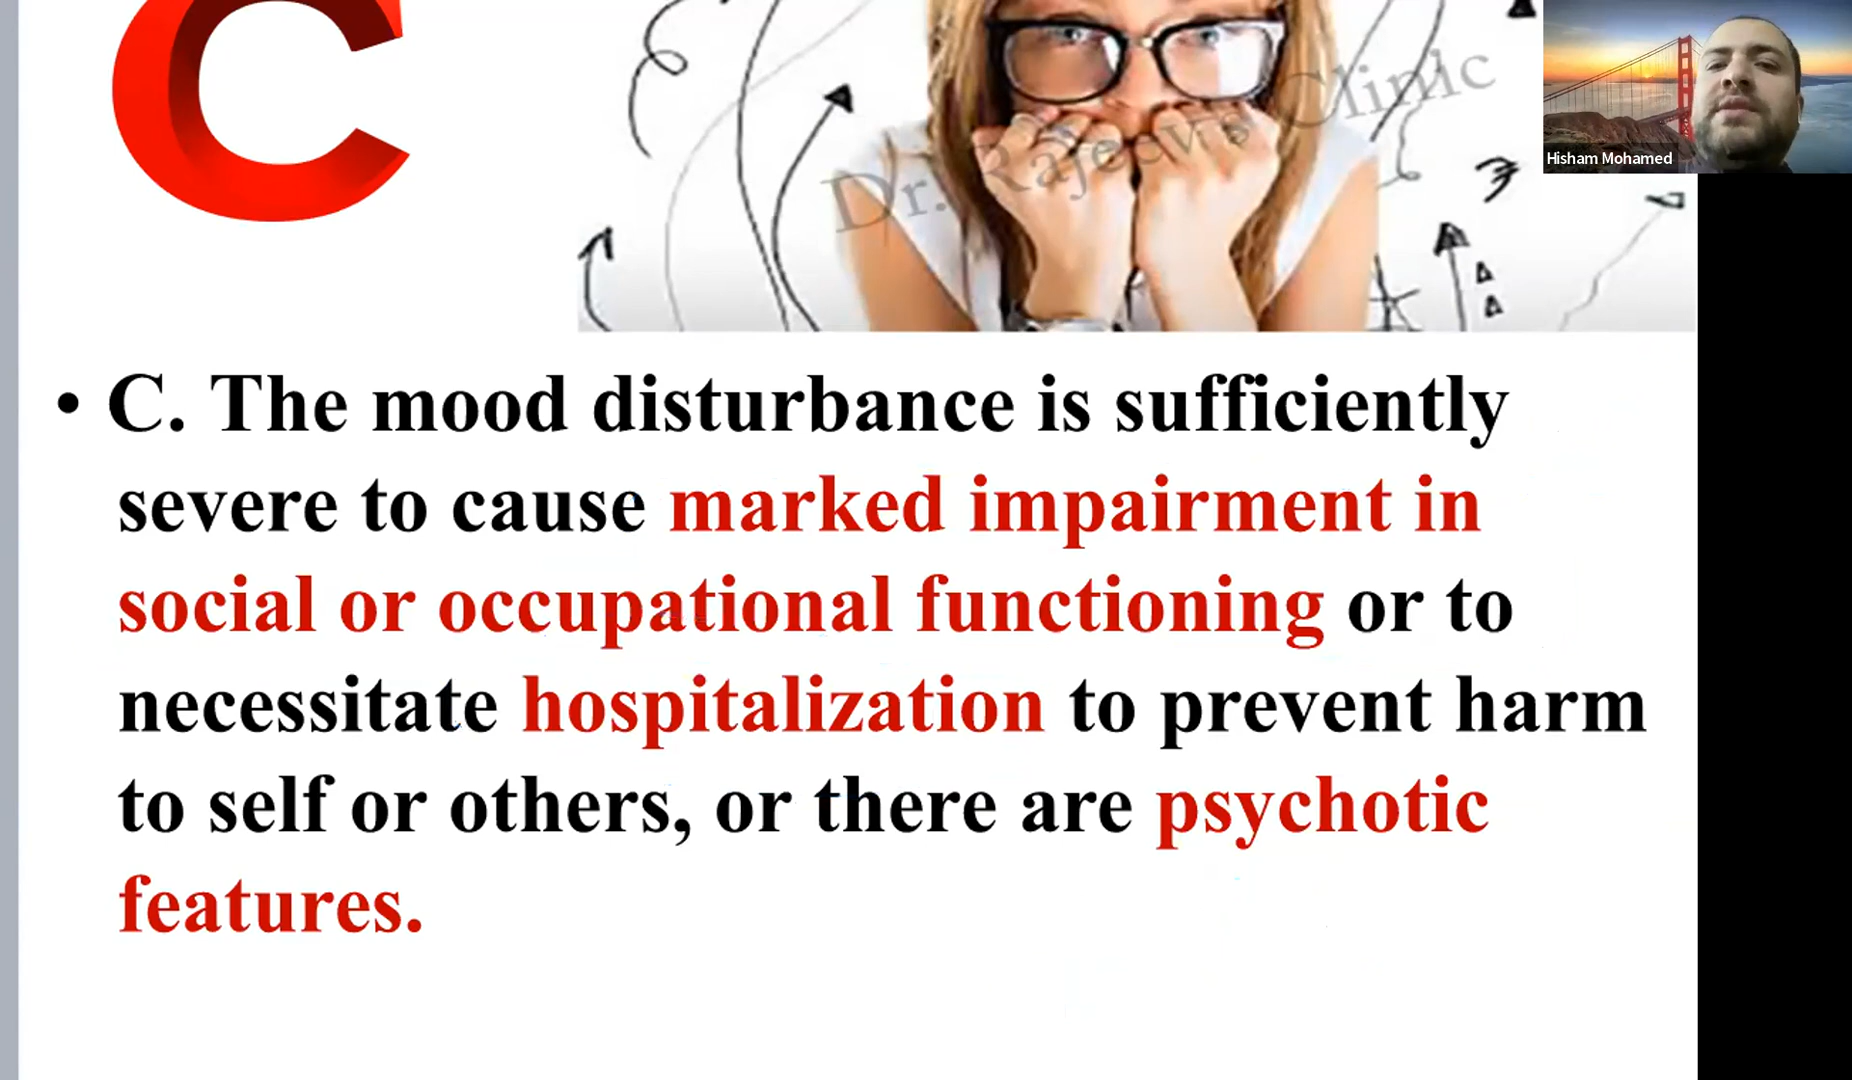 C
Dr. Rajeev's Clinic
Hisham Mohamed
• C. The mood disturbance is sufficiently
severe to cause marked impairment in
social or occupational functioning or to
necessitate hospitalization to prevent harm
to self or others, or there are psychotic
features.